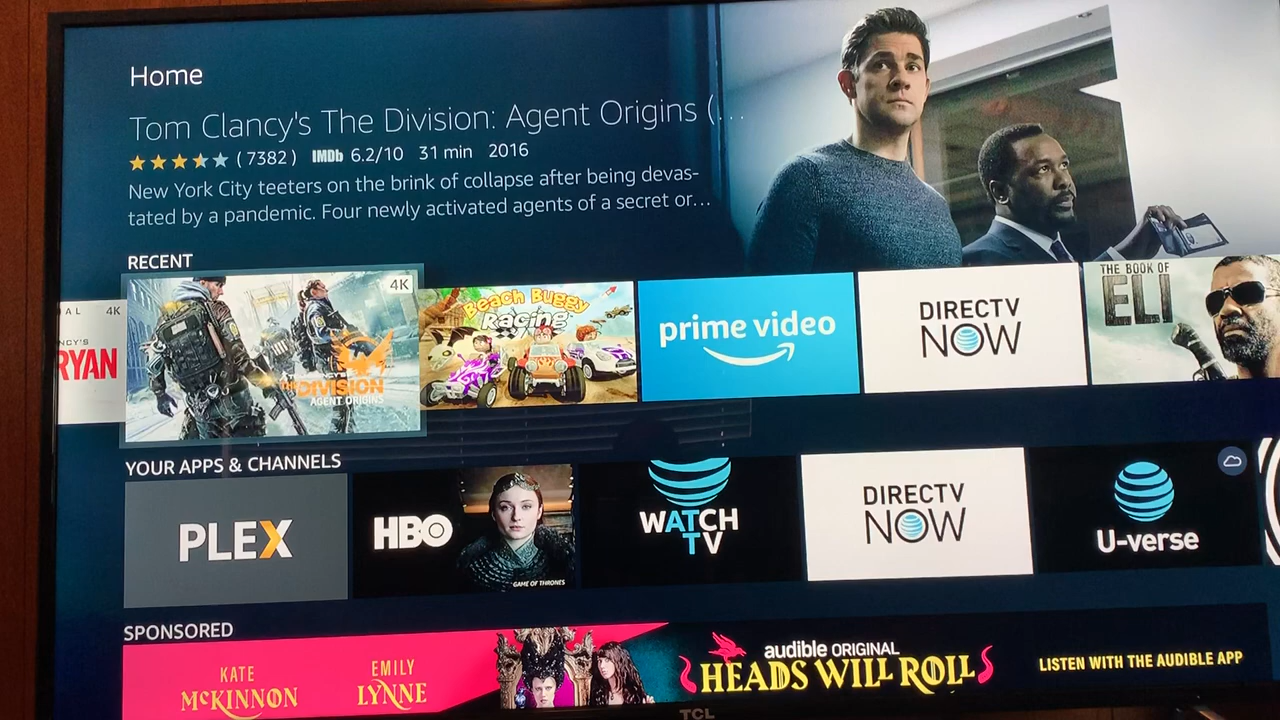 Home
Tom Clancy's The Division: Agent Origins (...
(7382) IMDb 6.2/10 31 min 2016
New York City teeters on the brink of collapse after being devas-
tated by a pandemic. Four newly activated agents of a secret or...
RECENT
AL 4K
NCY'S
RYAN
4K
THE DIVISION
AGENT ORIGINS
Beach Buggy
Racing
prime video
DIRECTV
NOW
THE BOOK OF
ELI
YOUR APPS & CHANNELS
PLEX
HBO
GAME OF THRONES
WATCH
TV
DIRECTV
NOW
U-verse
SPONSORED
KATE
McKINNON
EMILY
LYNNE
audible ORIGINAL
HEADS WILL ROLL
LISTEN WITH THE AUDIBLE APP
TCL